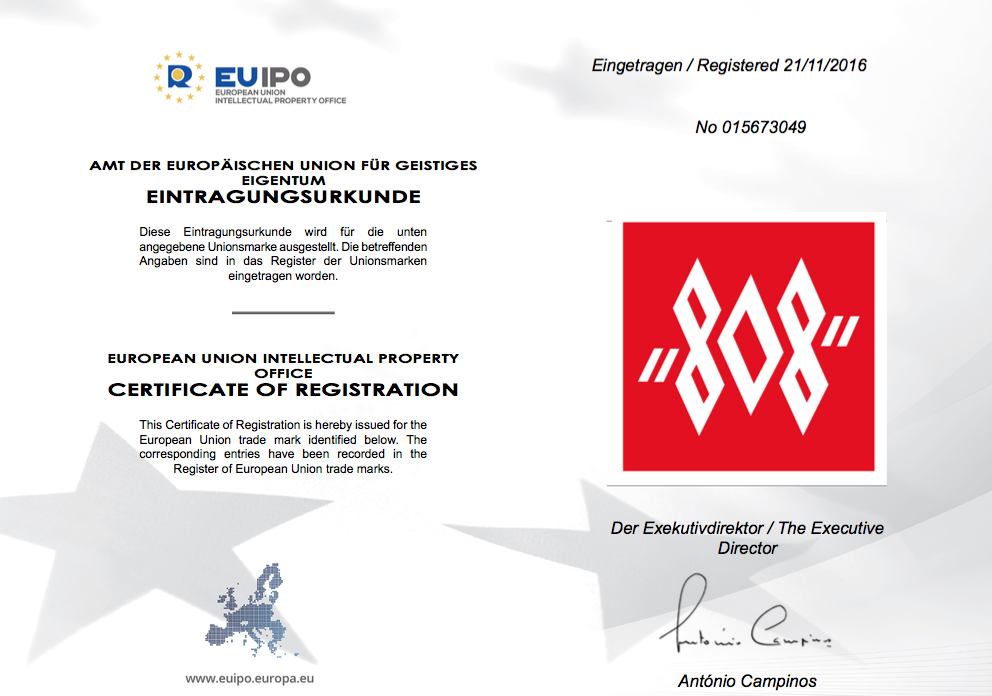 EUIPO
EUROPEAN UNION
INTELLECTUAL PROPERTY OFFICE
AMT DER EUROPÄISCHEN UNION FÜR GEISTIGES
EIGENTUM
EINTRAGUNGSURKUNDE
Diese Eintragungsurkunde wird für die unten
angegebene Unionsmarke ausgestellt. Die betreffenden
Angaben sind in das Register der Unionsmarken
eingetragen worden.
EUROPEAN UNION INTELLECTUAL PROPERTY
OFFICE
CERTIFICATE OF REGISTRATION
This Certificate of Registration is hereby issued for the
European Union trade mark identified below. The
corresponding entries have been recorded in the
Register of European Union trade marks.
www.euipo.europa.eu
Eingetragen / Registered 21/11/2016
No 015673049
"808"
Der Exekutivdirektor / The Executive
Director
António Campinos
António Campinos